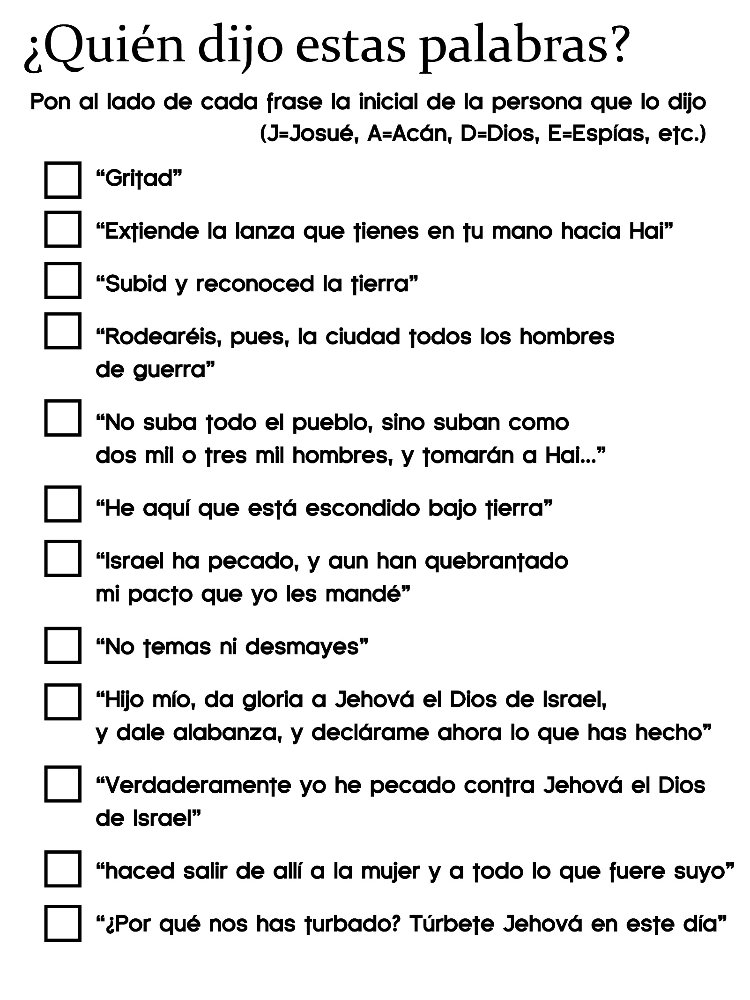 ¿Quién dijo estas palabras?
Pon al lado de cada frase la inicial de la persona que lo dijo
(J=Josué, A=Acán, D=Dios, E=Espías, etc.)
“Gritad”
“Extiende la lanza que tienes en tu mano hacia Hai”
“Subid y reconoced la tierra”
“Rodearéis, pues, la ciudad todos los hombres
de guerra”
“No suba todo el pueblo, sino suban como
dos mil o tres mil hombres, y tomarán a Hai...”
“He aquí que está escondido bajo tierra”
“Israel ha pecado, y aun han quebrantado
mi pacto que yo les mandé”
“No temas ni desmayes”
“Hijo mío, da gloria a Jehová el Dios de Israel,
y dale alabanza, y declárame ahora lo que has hecho”
“Verdaderamente yo he pecado contra Jehová el Dios
de Israel”
“haced salir de allí a la mujer y a todo lo que fuere suyo”
“¿Por qué nos has turbado? Túrbete Jehová en este día”